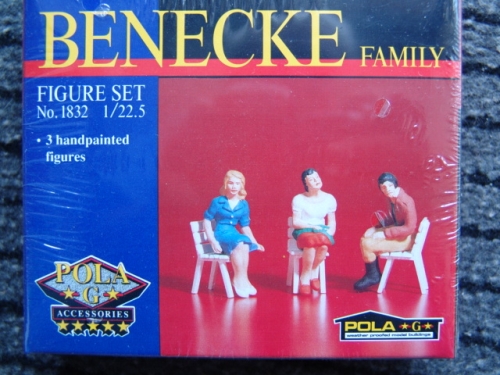 BENECKE FAMILY
FIGURE SET
No. 1832 1/22.5
• 3 handpainted
figures
POLA
G
ACCESSORIES
POLA G
weather proofed model buildings